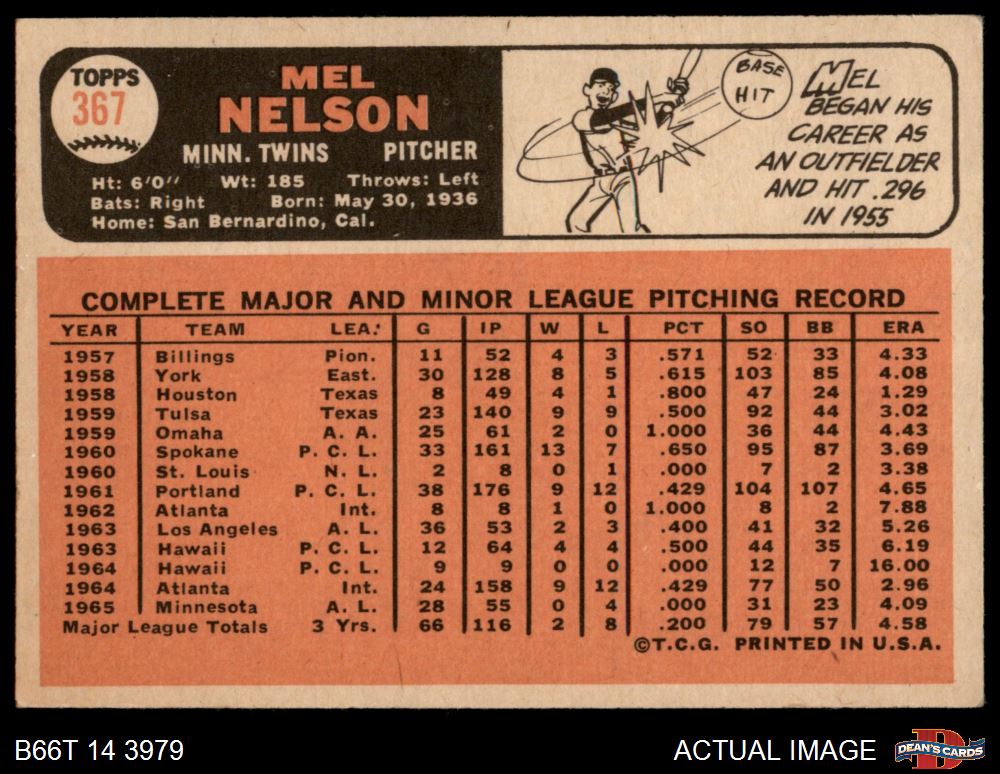 TOPPS
367
MEL
NELSON
MINN. TWINS PITCHER
Ht: 6'0" Wt: 185 Throws: Left
Bats: Right Born: May 30, 1936
Home: San Bernardino, Cal.
BASE
HIT
MEL
BEGAN HIS
CAREER AS
AN OUTFIELDER
AND HIT .296
IN 1955
COMPLETE MAJOR AND MINOR LEAGUE PITCHING RECORD
YEAR TEAM LEA. G IP W L PCT SO BB ERA
1957 Billings Pion. 11 52 4 3 .571 52 33 4.33
1958 York East. 30 128 8 5 .615 103 85 4.08
1958 Houston Texas 8 49 4 1 .800 47 24 1.29
1959 Tulsa Texas 23 140 9 9 .500 92 44 3.02
1959 Omaha A. A. 25 61 2 0 1.000 36 44 4.43
1960 Spokane P. C. L. 33 161 13 7 .650 95 87 3.69
1960 St. Louis N. L. 2 8 0 1 .000 7 2 3.38
1961 Portland P. C. L. 38 176 9 12 .429 104 107 4.65
1962 Atlanta Int. 8 8 1 0 1.000 8 2 7.88
1963 Los Angeles A. L. 36 53 2 3 .400 41 32 5.26
1963 Hawaii P. C. L. 12 64 4 4 .500 44 35 6.19
1964 Hawaii P. C. L. 9 9 0 0 .000 12 7 16.00
1964 Atlanta Int. 24 158 9 12 .429 77 50 2.96
1965 Minnesota A. L. 28 55 0 4 .000 31 23 4.09
Major League Totals 3 Yrs. 66 116 2 8 .200 79 57 4.58
©T.C.G. PRINTED IN U.S.A.
B66T 14 3979
ACTUAL IMAGE
DEAN'S CARDS